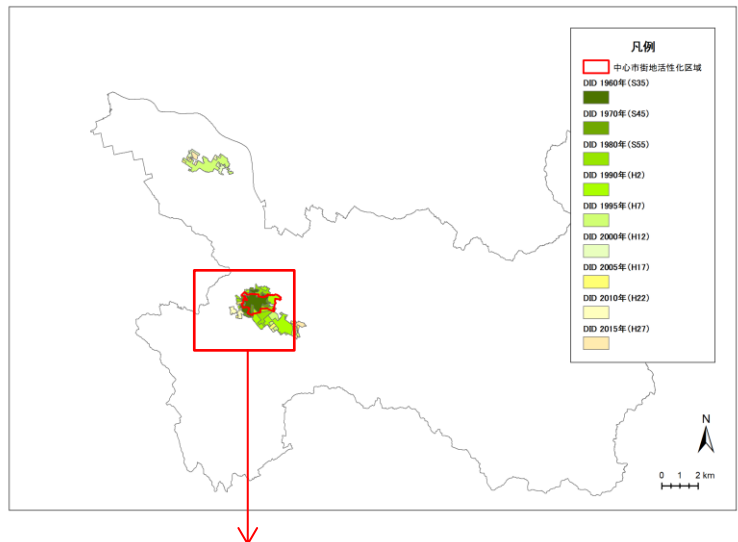 凡例
中心市街地活性化区域
DID 1960年(S35)
DID 1970年(S45)
DID 1980年(S55)
DID 1990年(H2)
DID 1995年(H7)
DID 2000年(H12)
DID 2005年(H17)
DID 2010年(H22)
DID 2015年(H27)
N
0 1 2 km